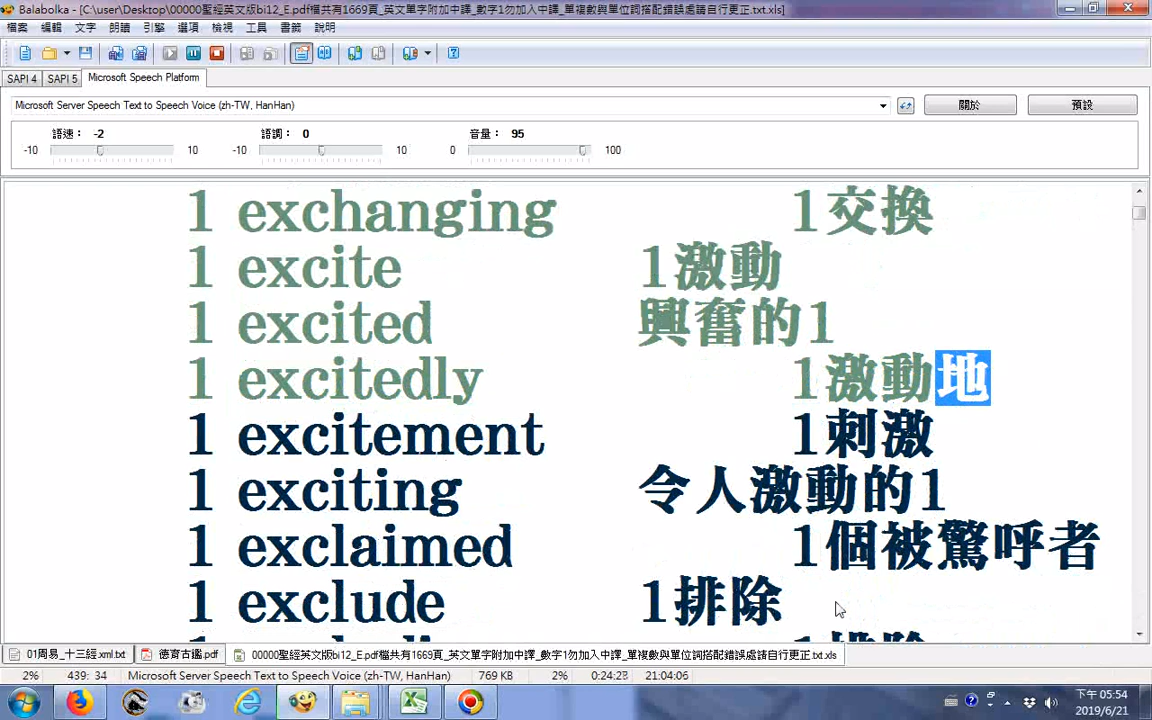 Balabolka - [C:\user\Desktop\00000聖經英文版bi12_E.pdf檔共有1669頁_英文單字附加中譯_數字1勿加入中譯_單複數與單位詞搭配錯誤處請自行更正.txt.xls]
檔案 編輯 文字 朗讀 引擎 選項 檢視 工具 書籤 說明
SAPI 4 SAPI 5 Microsoft Speech Platform
Microsoft Server Speech Text to Speech Voice (zh-TW, HanHan) 關於 預設
語速： -2 語調： 0 音量： 95
-10 10 -10 10 0 100
1 exchanging 1交換
1 excite 1激動
1 excited 興奮的1
1 excitedly 1激動地
1 excitement 1刺激
1 exciting 令人激動的1
1 exclaimed 1個被驚呼者
1 exclude 1排除
01周易_十三經.xml.txt 德育古鑑.pdf 00000聖經英文版bi12_E.pdf檔共有1669頁_英文單字附加中譯_數字1勿加入中譯_單複數與單位詞搭配錯誤處請自行更正.txt.xls
2% 439: 34 Microsoft Server Speech Text to Speech Voice (zh-TW, HanHan) 769 KB 2% 21:04:06
下午 05:54
2019/6/21